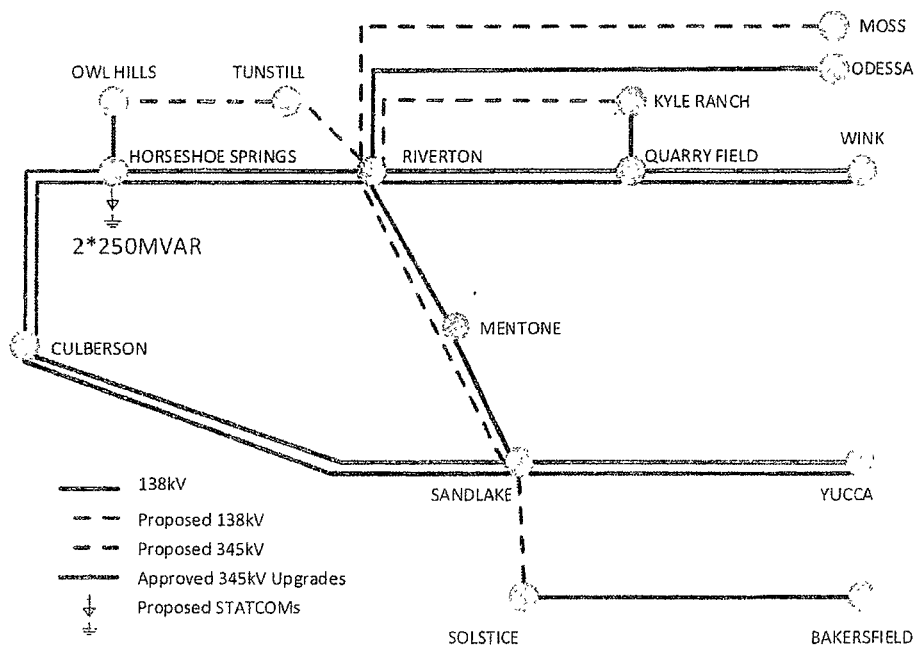 MOSS
OWL HILLS
TUNSTILL
ODESSA
KYLE RANCH
WINK
HORSESHOE SPRINGS
RIVERTON
QUARRY FIELD
2*250MVAR
MENTONE
CULBERSON
138kV
SANDLAKE
YUCCA
Proposed 138kV
Proposed 345kV
Approved 345kV Upgrades
Proposed STATCOMs
SOLSTICE
BAKERSFIELD